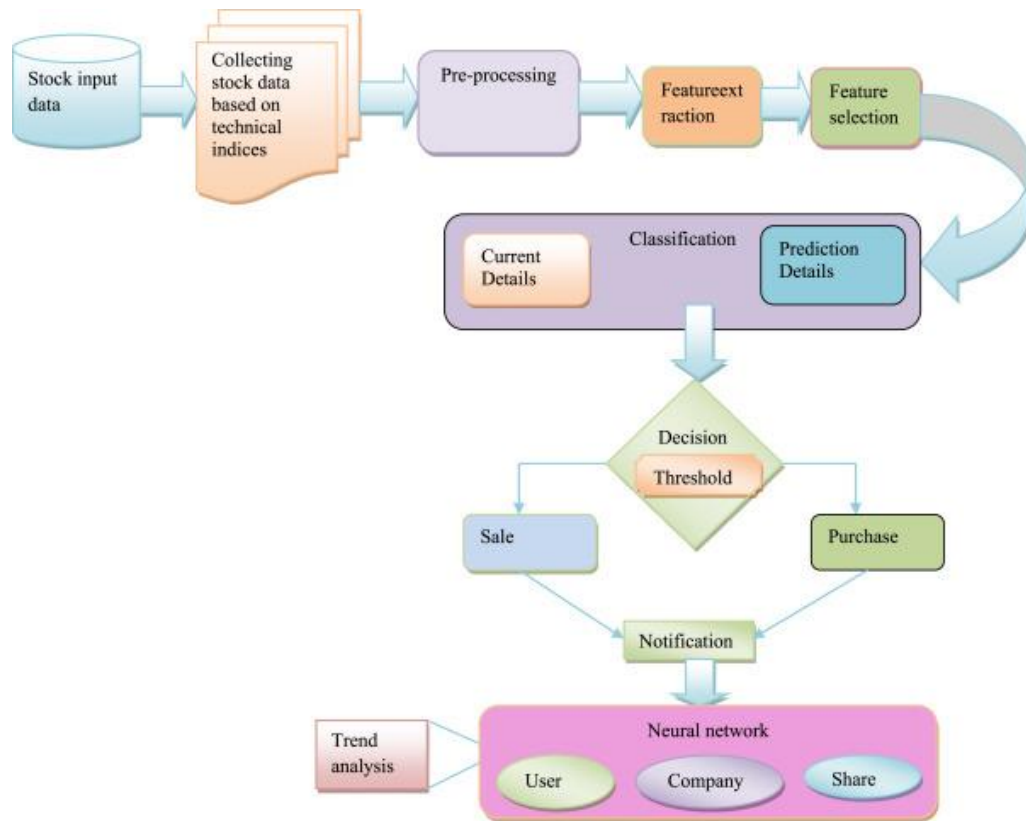 Stock input
data
Collecting
stock data
based on
technical
indices
Pre-processing
Featureext
raction
Feature
selection
Classification
Current
Details
Prediction
Details
Decision
Threshold
Sale
Purchase
Notification
Neural network
Trend
analysis
User
Company
Share